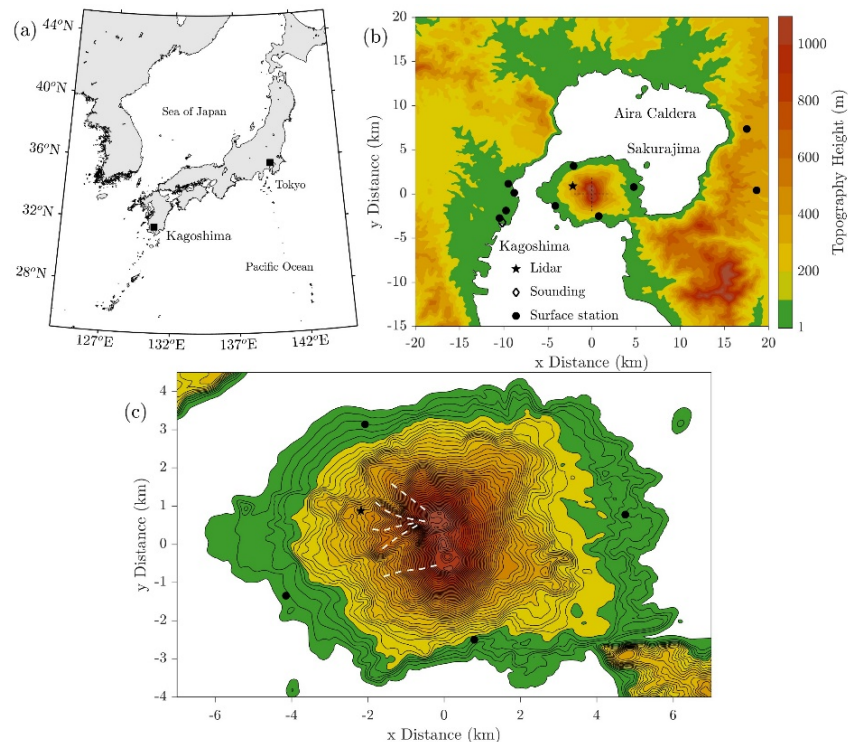 (a)
44°N
40°N
36°N
32°N
28°N
Sea of Japan
Tokyo
Kagoshima
Pacific Ocean
127°E
132°E
137°E
142°E
(b)
20
15
10
5
0
-5
-10
-15
y Distance (km)
Aira Caldera
Sakurajima
Kagoshima
Lidar
Sounding
Surface station
-20
-15
-10
-5
0
5
10
15
20
x Distance (km)
1000
800
600
400
200
1
Topography Height (m)
(c)
4
3
2
1
0
-1
-2
-3
-4
y Distance (km)
-6
-4
-2
0
2
4
6
x Distance (km)